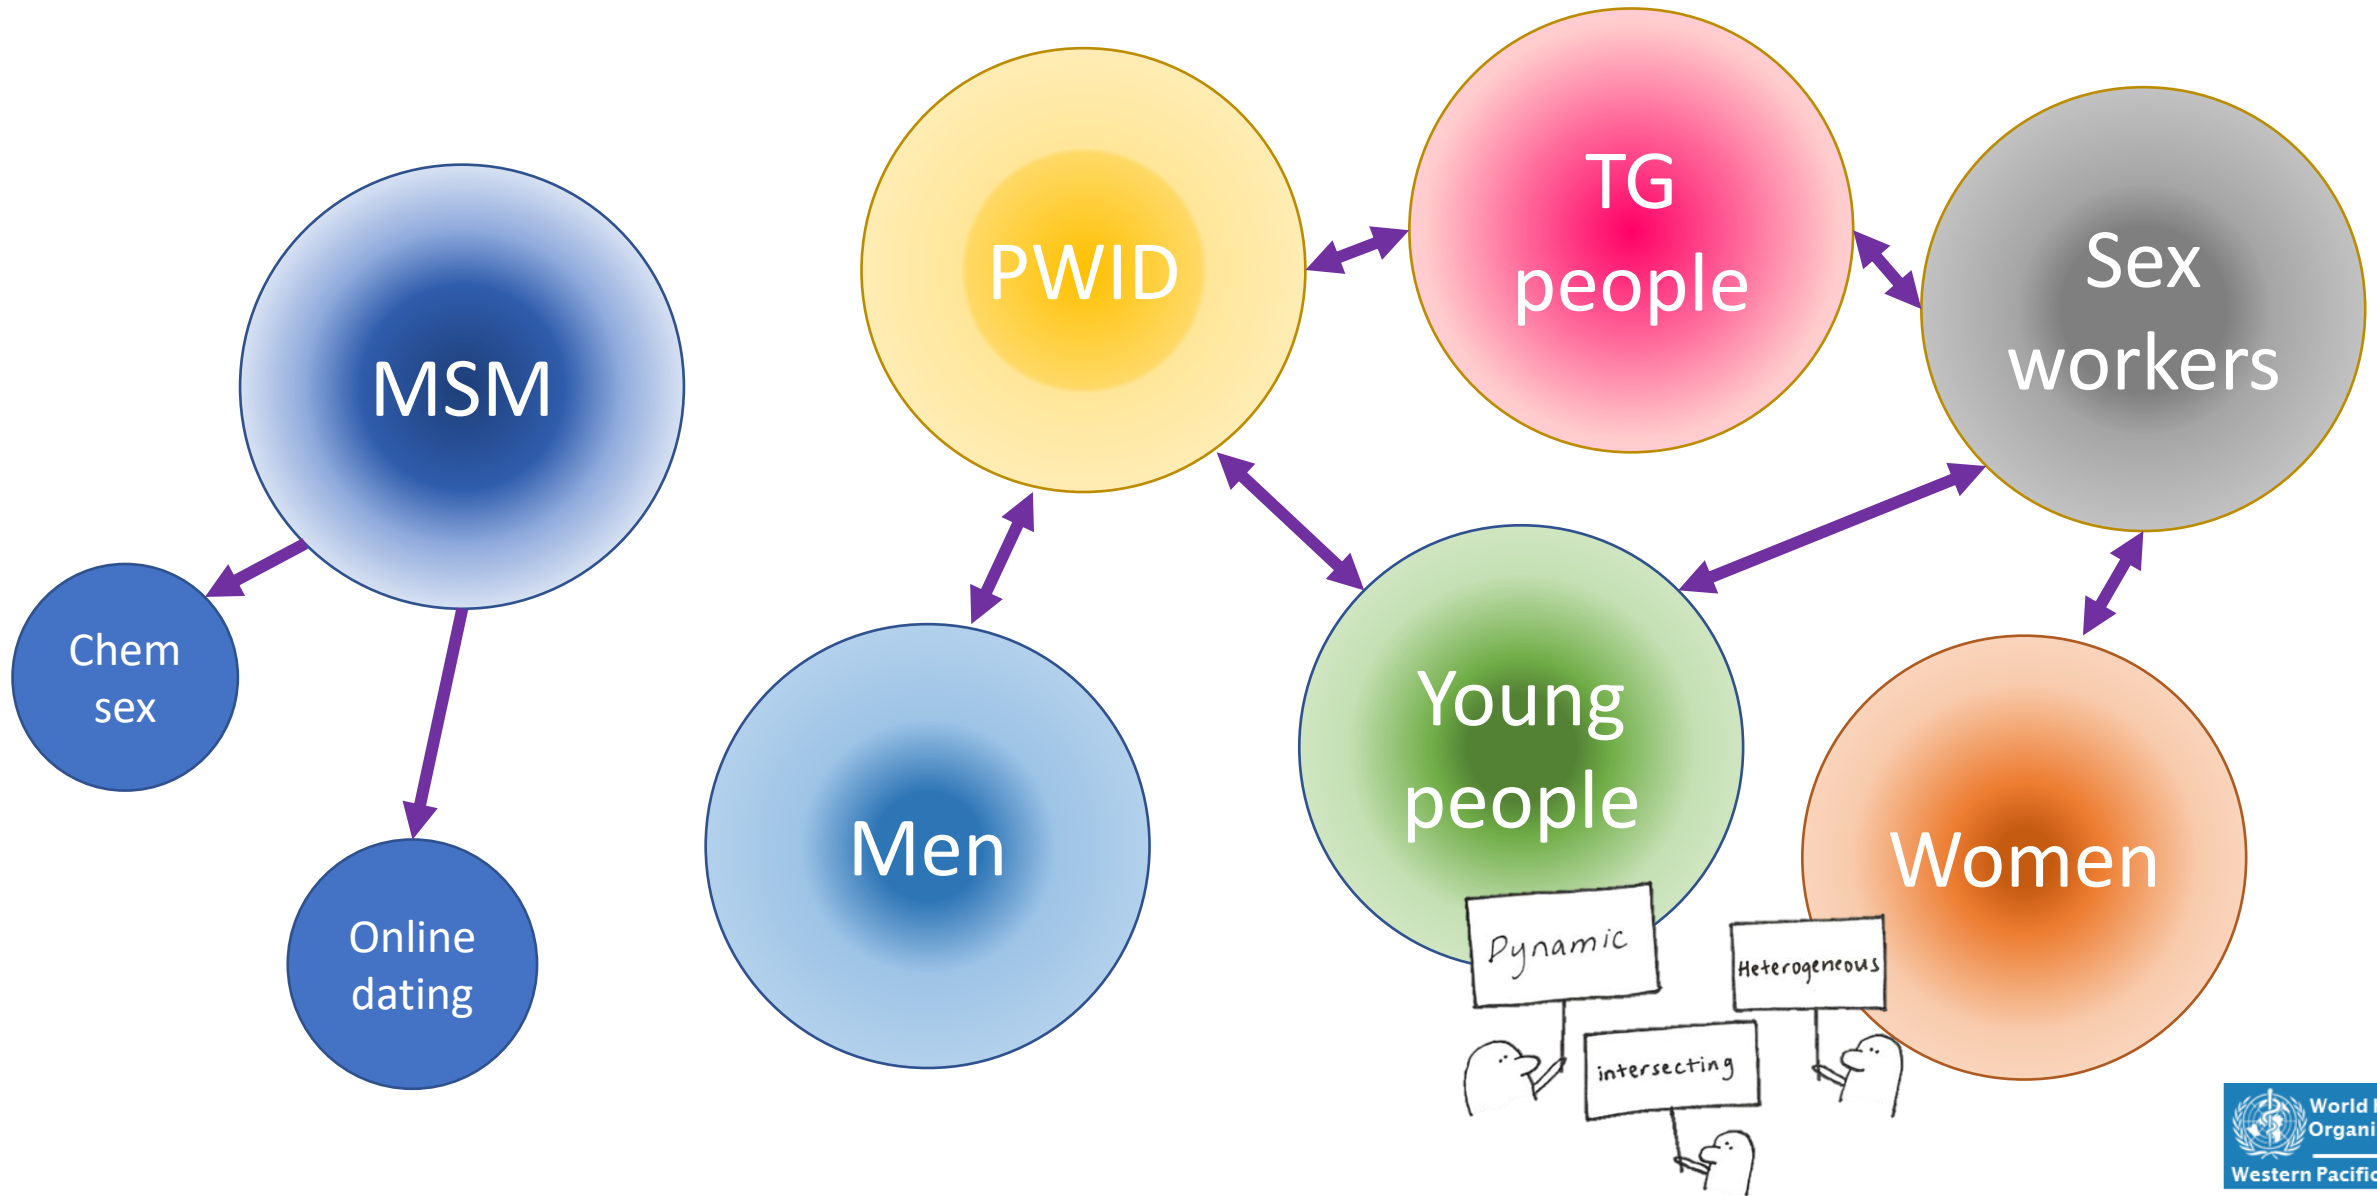 MSM
Chem
sex
Online
dating
PWID
TG
people
Sex
workers
Men
Young
people
Women
Dynamic
Heterogeneous
intersecting
World
Organi
Western Pacific